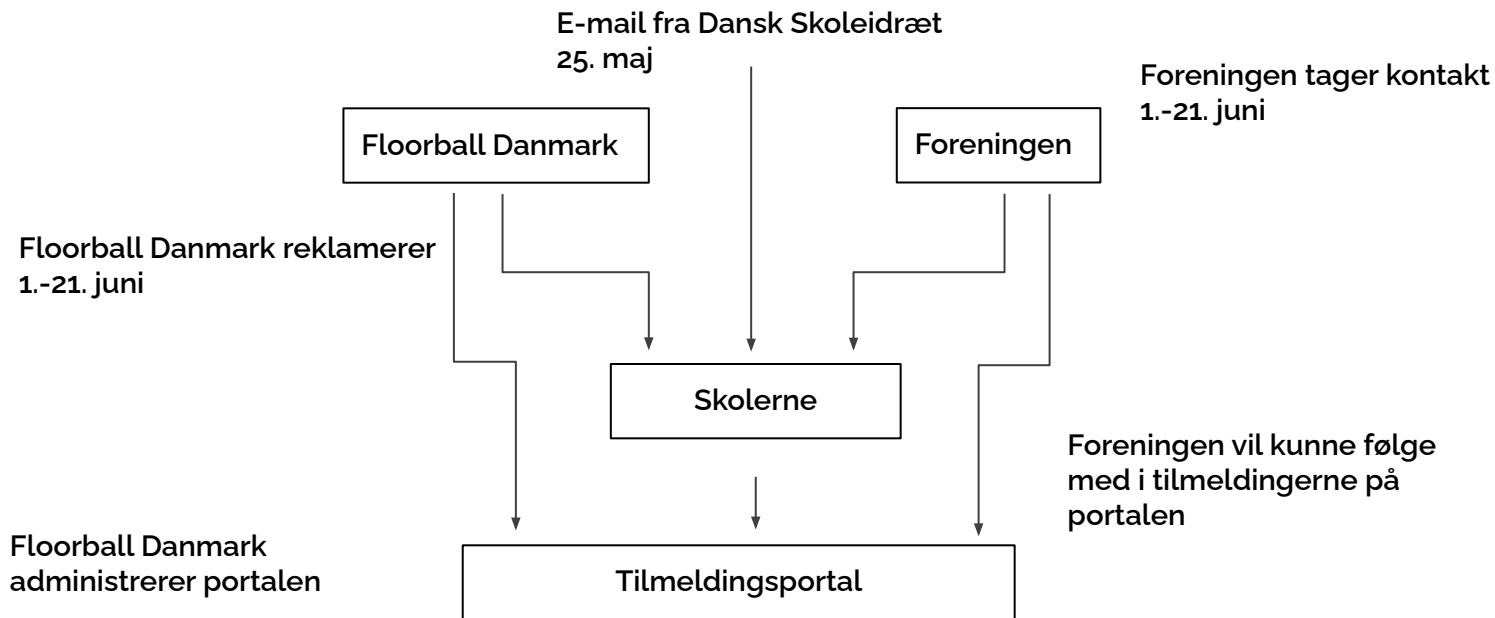 E-mail fra Dansk Skoleidræt
25. maj
Foreningen tager kontakt
1.-21. juni
Floorball Danmark
Foreningen
Floorball Danmark reklamerer
1.-21. juni
Skolerne
Foreningen vil kunne følge
med i tilmeldingerne på
portalen
Floorball Danmark
administrerer portalen
Tilmeldingsportal